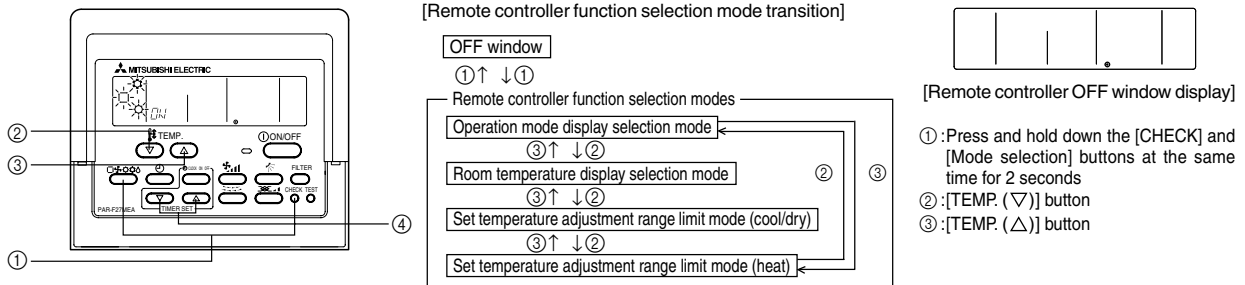 [Remote controller function selection mode transition]
MITSUBISHI ELECTRIC
ON
②
TEMP.
ON/OFF
③
CLOCK ON OFF
FILTER
CHECK TEST
PAR-F27MEA
TIMER SET
④
①
OFF window
①↑ ↓①
Remote controller function selection modes
Operation mode display selection mode
③↑ ↓②
Room temperature display selection mode
③↑ ↓②
Set temperature adjustment range limit mode (cool/dry)
③↑ ↓②
Set temperature adjustment range limit mode (heat)
②
③
[Remote controller OFF window display]
①:Press and hold down the [CHECK] and
[Mode selection] buttons at the same
time for 2 seconds
②:[TEMP. (▽)] button
③:[TEMP. (△)] button